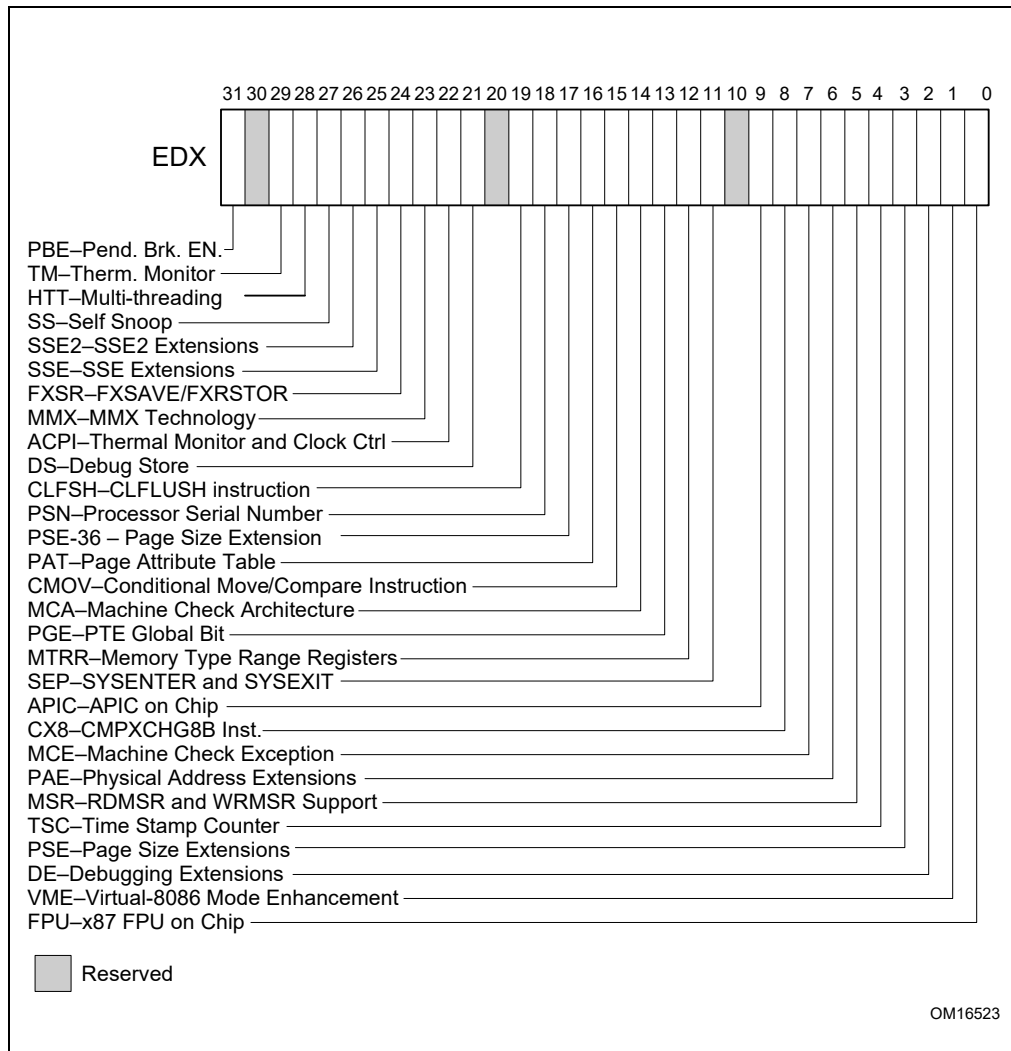 31 30 29 28 27 26 25 24 23 22 21 20 19 18 17 16 15 14 13 12 11 10 9 8 7 6 5 4 3 2 1 0
EDX
PBE–Pend. Brk. EN.
TM–Therm. Monitor
HTT–Multi-threading
SS–Self Snoop
SSE2–SSE2 Extensions
SSE–SSE Extensions
FXSR–FXSAVE/FXRSTOR
MMX–MMX Technology
ACPI–Thermal Monitor and Clock Ctrl
DS–Debug Store
CLFSH–CLFLUSH instruction
PSN–Processor Serial Number
PSE-36 – Page Size Extension
PAT–Page Attribute Table
CMOV–Conditional Move/Compare Instruction
MCA–Machine Check Architecture
PGE–PTE Global Bit
MTRR–Memory Type Range Registers
SEP–SYSENTER and SYSEXIT
APIC–APIC on Chip
CX8–CMPXCHG8B Inst.
MCE–Machine Check Exception
PAE–Physical Address Extensions
MSR–RDMSR and WRMSR Support
TSC–Time Stamp Counter
PSE–Page Size Extensions
DE–Debugging Extensions
VME–Virtual-8086 Mode Enhancement
FPU–x87 FPU on Chip
Reserved
OM16523